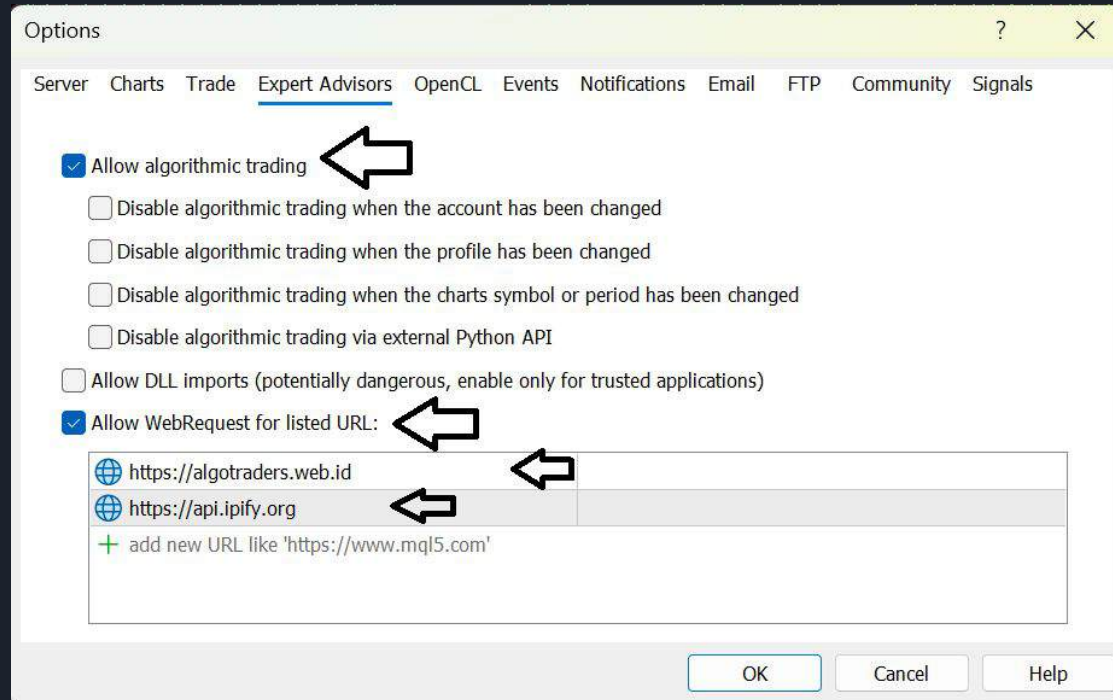 Options ?
Server Charts Trade Expert Advisors OpenCL Events Notifications Email FTP Community Signals
Allow algorithmic trading
Disable algorithmic trading when the account has been changed
Disable algorithmic trading when the profile has been changed
Disable algorithmic trading when the charts symbol or period has been changed
Disable algorithmic trading via external Python API
Allow DLL imports (potentially dangerous, enable only for trusted applications)
Allow WebRequest for listed URL:
https://algotraders.web.id
https://api.ipify.org
add new URL like 'https://www.mql5.com'
OK Cancel Help